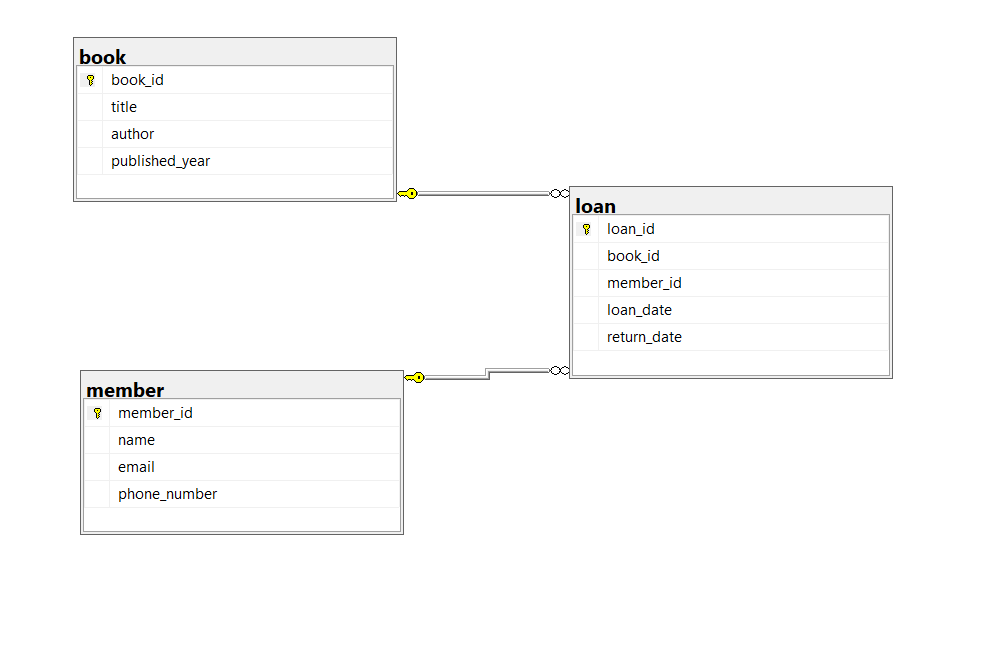 book
book_id
title
author
published_year
loan
loan_id
book_id
member_id
loan_date
return_date
member
member_id
name
email
phone_number